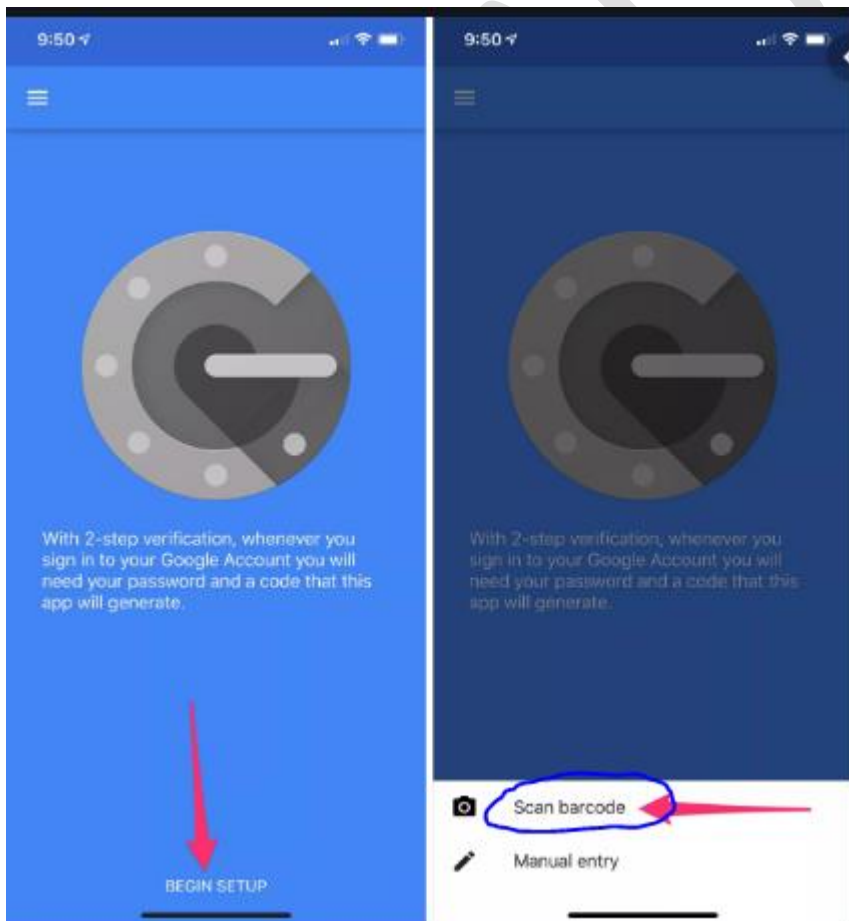 9:50
With 2-step verification, whenever you
sign in to your Google Account you will
need your password and a code that this
app will generate.
BEGIN SETUP
9:50
With 2-step verification, whenever you
sign in to your Google Account you will
need your password and a code that this
app will generate.
Scan barcode
Manual entry